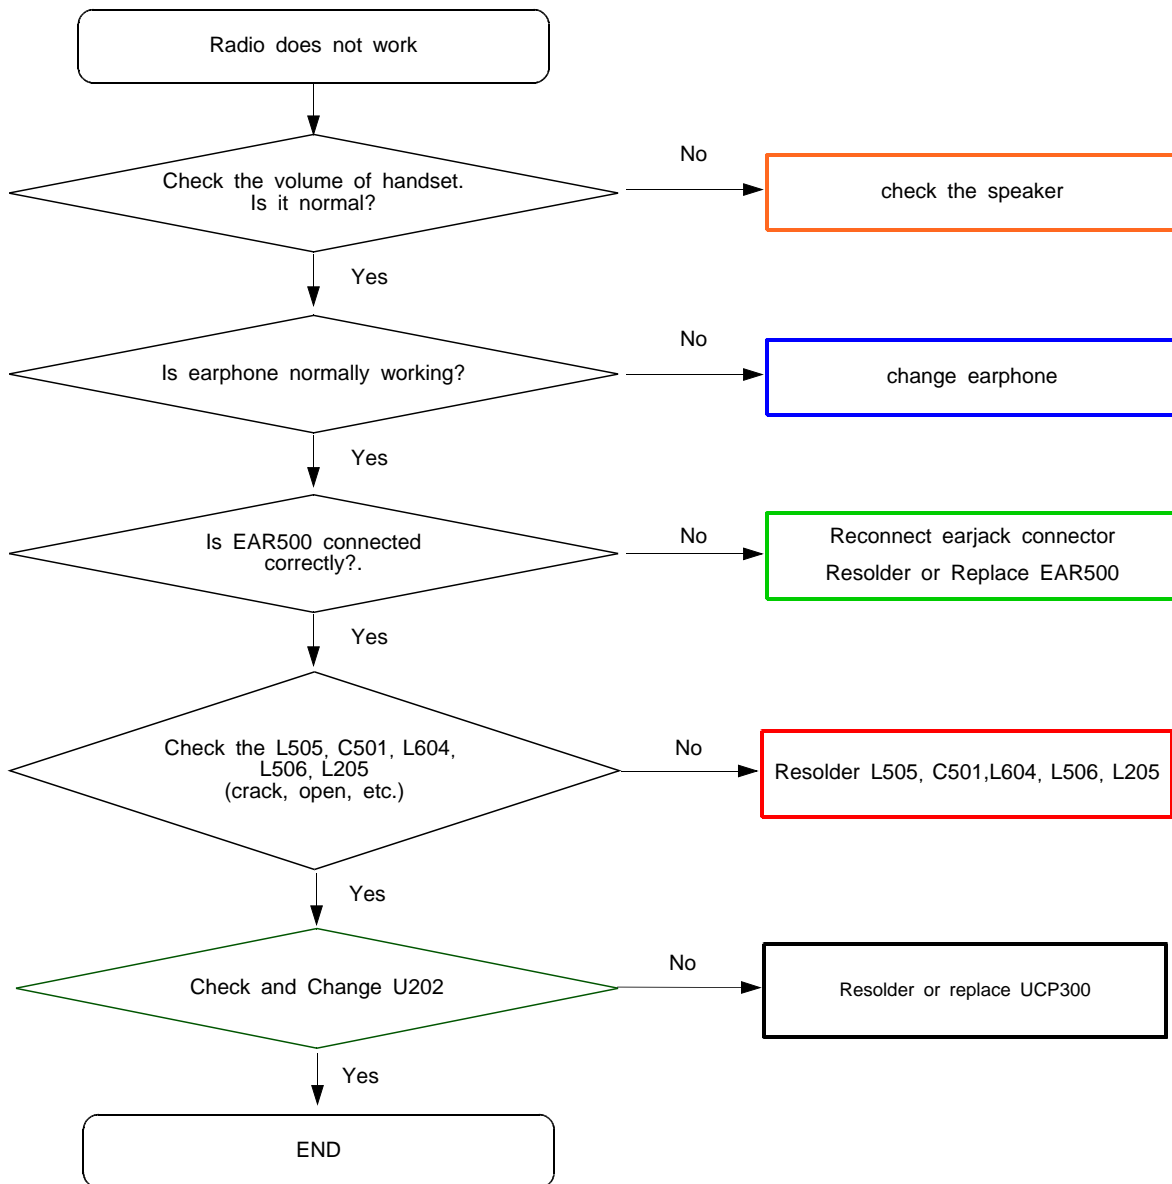 Radio does not work
Check the volume of handset.
Is it normal?
No
check the speaker
Yes
Is earphone normally working?
No
change earphone
Yes
Is EAR500 connected
correctly?.
No
Reconnect earjack connector
Resolder or Replace EAR500
Yes
Check the L505, C501, L604,
L506, L205
(crack, open, etc.)
No
Resolder L505, C501,L604, L506, L205
Yes
Check and Change U202
No
Resolder or replace UCP300
Yes
END